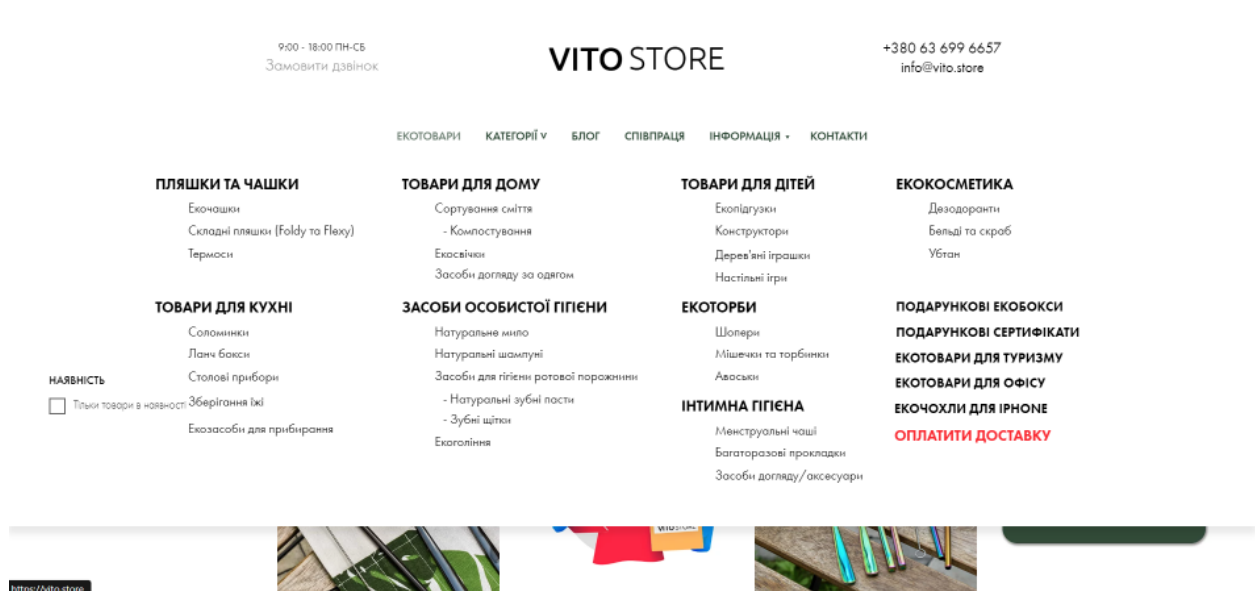 9:00 - 18:00 ПН-СБ
Замовити дзвінок
VITO STORE
+380 63 699 6657
info@vito.store
ЕКОТОВАРИ КАТЕГОРІЇ ˅ БЛОГ СПІВПРАЦЯ ІНФОРМАЦІЯ ▾ КОНТАКТИ
ПЛЯШКИ ТА ЧАШКИ
Екочашки
Складні пляшки (Foldy та Flexy)
Термоси
ТОВАРИ ДЛЯ ДОМУ
Сортування сміття
- Компостування
Екосвічки
Засоби догляду за одягом
ТОВАРИ ДЛЯ ДІТЕЙ
Екопідгузки
Конструктори
Дерев'яні іграшки
Настільні ігри
ЕКОКОСМЕТИКА
Дезодоранти
Бельді та скраб
Убтан
ТОВАРИ ДЛЯ КУХНІ
Соломинки
Ланч бокси
Столові прибори
Зберігання їжі
Екозасоби для прибирання
ЗАСОБИ ОСОБИСТОЇ ГІГІЄНИ
Натуральне мило
Натуральні шампуні
Засоби для гігієни ротової порожнини
- Натуральні зубні пасти
- Зубні щітки
Екогоління
ЕКОТОРБИ
Шопери
Мішечки та торбинки
Авоськи
ІНТИМНА ГІГІЄНА
Менструальні чаші
Багаторазові прокладки
Засоби догляду/аксесуари
ПОДАРУНКОВІ ЕКОБОКСИ
ПОДАРУНКОВІ СЕРТИФІКАТИ
ЕКОТОВАРИ ДЛЯ ТУРИЗМУ
ЕКОТОВАРИ ДЛЯ ОФІСУ
ЕКОЧОХЛИ ДЛЯ IPHONE
ОПЛАТИТИ ДОСТАВКУ
НАЯВНІСТЬ
Тільки товари в наявності
VITO STORE
https://vito.store